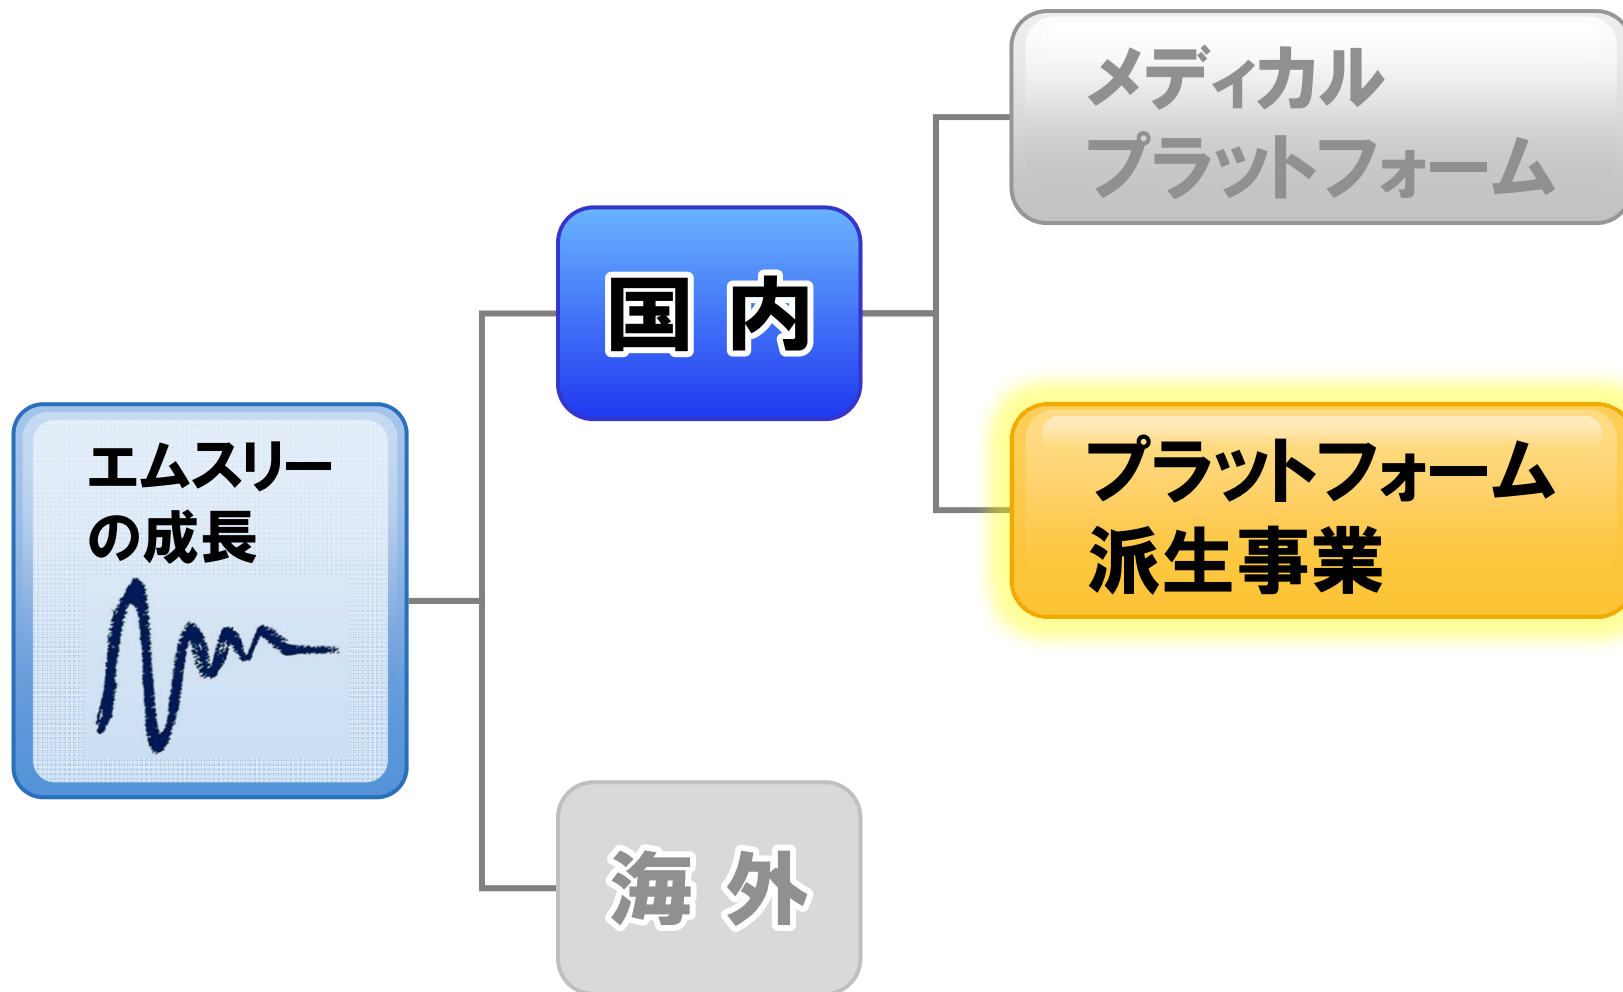 メディカル
プラットフォーム
国内
エムスリー
の成長
プラットフォーム
派生事業
海外